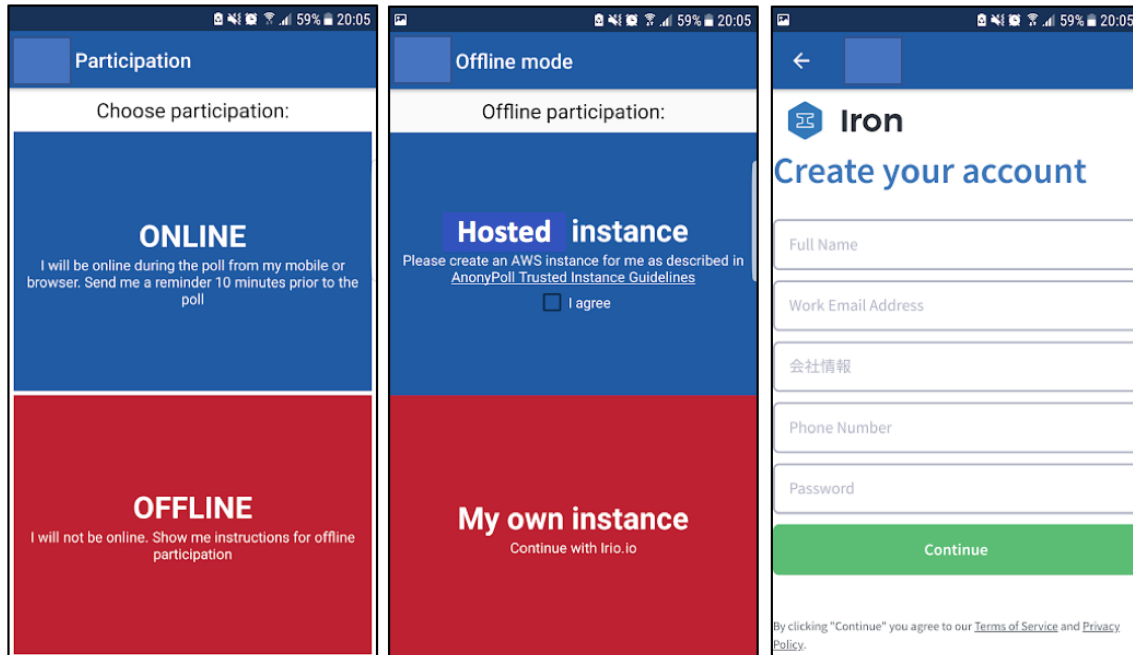 59% 20:05
Participation
Choose participation:
ONLINE
I will be online during the poll from my mobile or
browser. Send me a reminder 10 minutes prior to the
poll
OFFLINE
I will not be online. Show me instructions for offline
participation
59% 20:05
Offline mode
Offline participation:
Hosted instance
Please create an AWS instance for me as described in
AnonyPoll Trusted Instance Guidelines
I agree
My own instance
Continue with Irio.io
59% 20:05
Iron
Create your account
Full Name
Work Email Address
会社情報
Phone Number
Password
Continue
By clicking "Continue" you agree to our Terms of Service and Privacy
Policy.